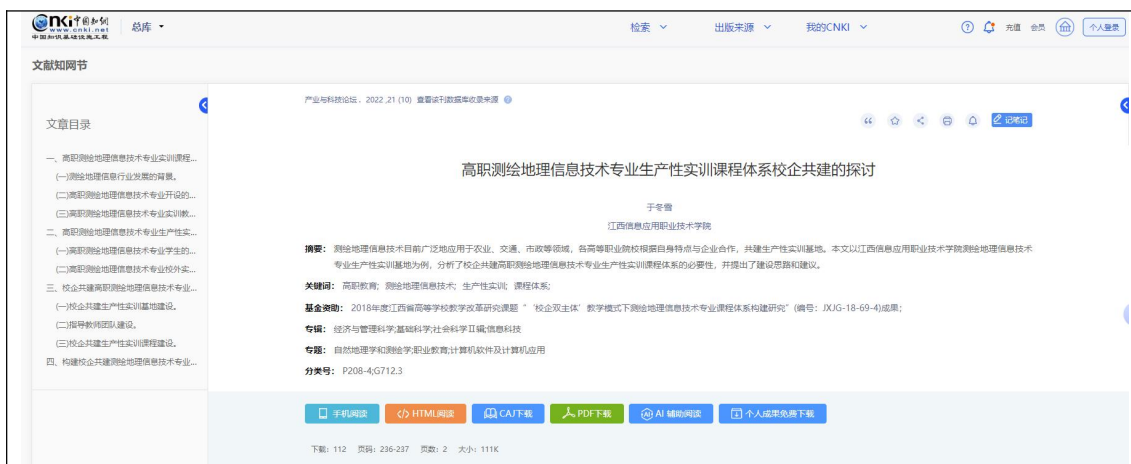 CNKi中国知网
www.cnki.net
中国知识基础设施工程
总库
检索
出版来源
我的CNKI
充值
会员
个人登录
文献知网节
文章目录
一、高职测绘地理信息技术专业实训课程...
(一)测绘地理信息行业发展的背景。
(二)高职测绘地理信息技术专业开设的...
(三)高职测绘地理信息技术专业实训教...
二、高职测绘地理信息技术专业生产性实...
(一)高职测绘地理信息技术专业学生的...
(二)高职测绘地理信息技术专业校外实...
三、校企共建高职测绘地理信息技术专业...
(一)校企共建生产性实训基地建设。
(二)指导教师团队建设。
(三)校企共建生产性实训课程建设。
四、构建校企共建测绘地理信息技术专业...
产业与科技论坛 . 2022 ,21 (10) 查看该刊数据库收录来源
记笔记
高职测绘地理信息技术专业生产性实训课程体系校企共建的探讨
于冬雪
江西信息应用职业技术学院
摘要： 测绘地理信息技术目前广泛地应用于农业、交通、市政等领域，各高等职业院校根据自身特点与企业合作，共建生产性实训基地。本文以江西信息应用职业技术学院测绘地理信息技术
专业生产性实训基地为例，分析了校企共建高职测绘地理信息技术专业生产性实训课程体系的必要性，并提出了建设思路和建议。
关键词： 高职教育; 测绘地理信息技术; 生产性实训; 课程体系;
基金资助： 2018年度江西省高等学校教学改革研究课题“‘校企双主体’教学模式下测绘地理信息技术专业课程体系构建研究”(编号：JXJG-18-69-4)成果;
专辑： 经济与管理科学;基础科学;社会科学Ⅱ辑;信息科技
专题： 自然地理学和测绘学;职业教育;计算机软件及计算机应用
分类号： P208-4;G712.3
手机阅读
HTML阅读
CAJ下载
PDF下载
AI 辅助阅读
个人成果免费下载
下载：112 页码：236-237 页数：2 大小：111K